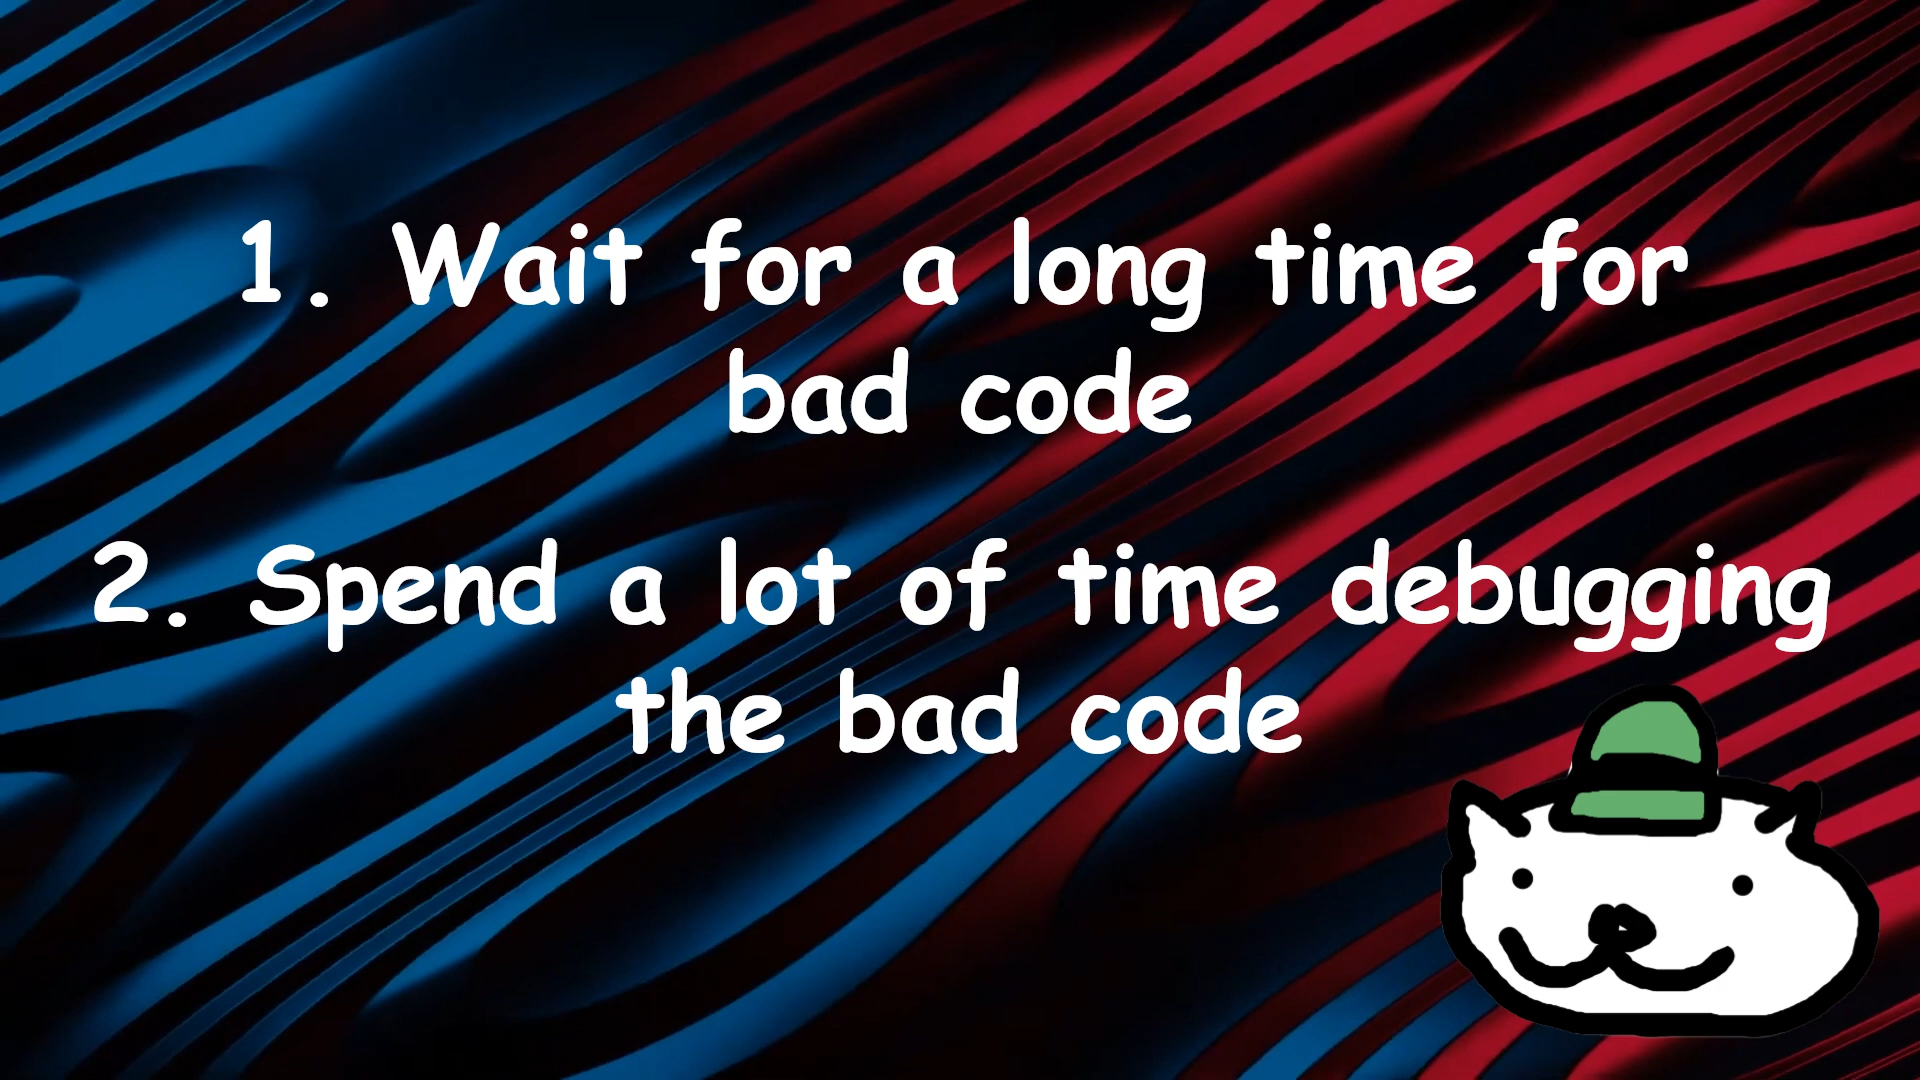 1. Wait for a long time for
bad code
2. Spend a lot of time debugging
the bad code